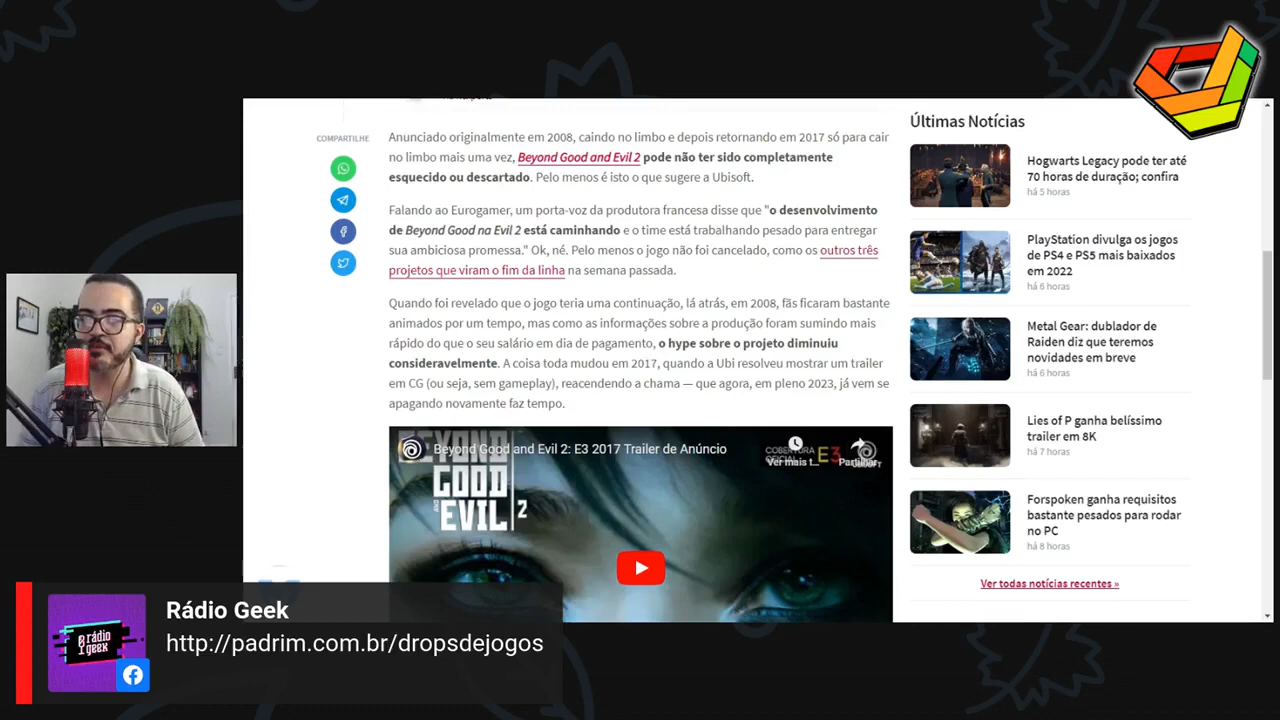 COMPARTILHE
Anunciado originalmente em 2008, caindo no limbo e depois retornando em 2017 só para cair
no limbo mais uma vez, Beyond Good and Evil 2 pode não ter sido completamente
esquecido ou descartado. Pelo menos é isto o que sugere a Ubisoft.
Falando ao Eurogamer, um porta-voz da produtora francesa disse que "o desenvolvimento
de Beyond Good na Evil 2 está caminhando e o time está trabalhando pesado para entregar
sua ambiciosa promessa." Ok, né. Pelo menos o jogo não foi cancelado, como os outros três
projetos que viram o fim da linha na semana passada.
Quando foi revelado que o jogo teria uma continuação, lá atrás, em 2008, fãs ficaram bastante
animados por um tempo, mas como as informações sobre a produção foram sumindo mais
rápido do que o seu salário em dia de pagamento, o hype sobre o projeto diminuiu
consideravelmente. A coisa toda mudou em 2017, quando a Ubi resolveu mostrar um trailer
em CG (ou seja, sem gameplay), reacendendo a chama — que agora, em pleno 2023, já vem se
apagando novamente faz tempo.
Beyond Good and Evil 2: E3 2017 Trailer de Anúncio
COBERTURA
OFICIAL E3
Ver mais t...
Partilhar
BEYOND
GOOD
AND EVIL 2
Últimas Notícias
Hogwarts Legacy pode ter até
70 horas de duração; confira
há 5 horas
PlayStation divulga os jogos
de PS4 e PS5 mais baixados
em 2022
há 6 horas
Metal Gear: dublador de
Raiden diz que teremos
novidades em breve
há 6 horas
Lies of P ganha belíssimo
trailer em 8K
há 7 horas
Forspoken ganha requisitos
bastante pesados para rodar
no PC
há 8 horas
Ver todas notícias recentes »
rádio
geek
Rádio Geek
http://padrim.com.br/dropsdejogos